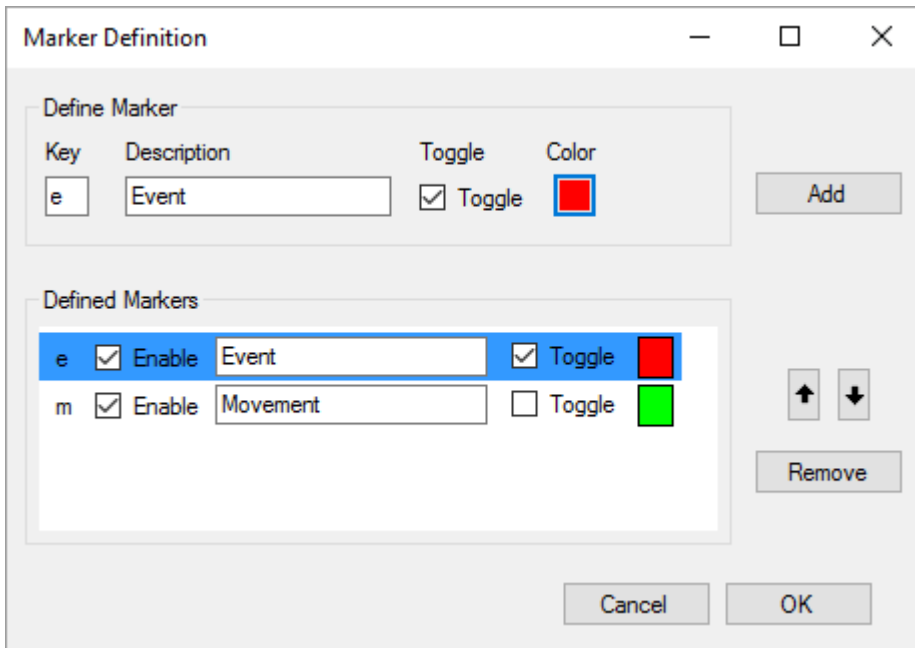 Marker Definition
Define Marker
Key Description Toggle Color
e Event Toggle
Add
Defined Markers
e Enable Event Toggle
m Enable Movement Toggle
Remove
Cancel OK